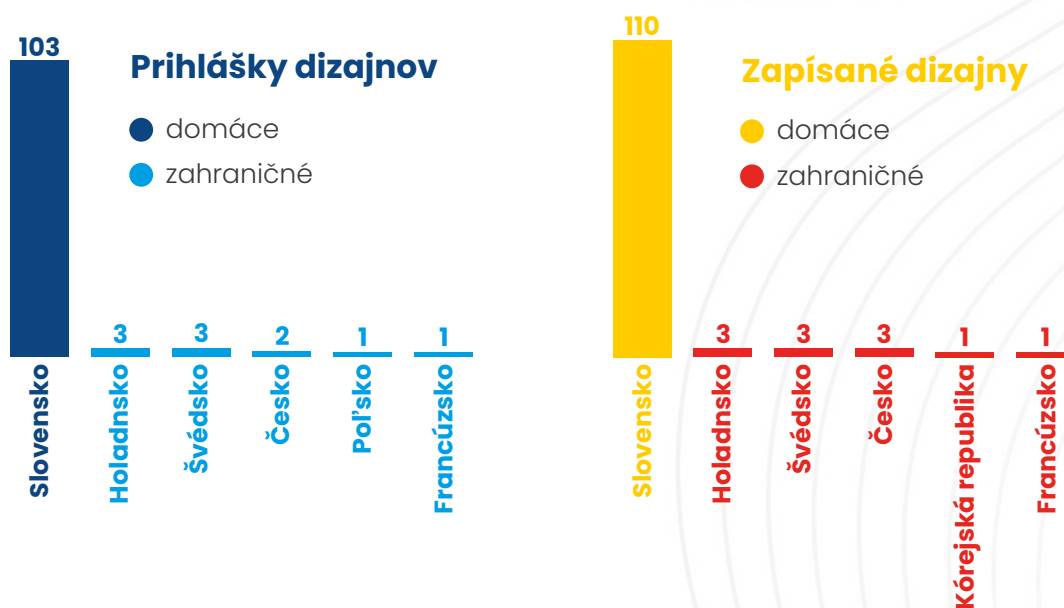 103
Prihlášky dizajnov
domáce
zahraničné
3
3
2
1
1
Slovensko
Holadnsko
Švédsko
Česko
Poľsko
Francúzsko
110
Zapísané dizajny
domáce
zahraničné
3
3
3
1
1
Slovensko
Holadnsko
Švédsko
Česko
Kórejská republika
Francúzsko